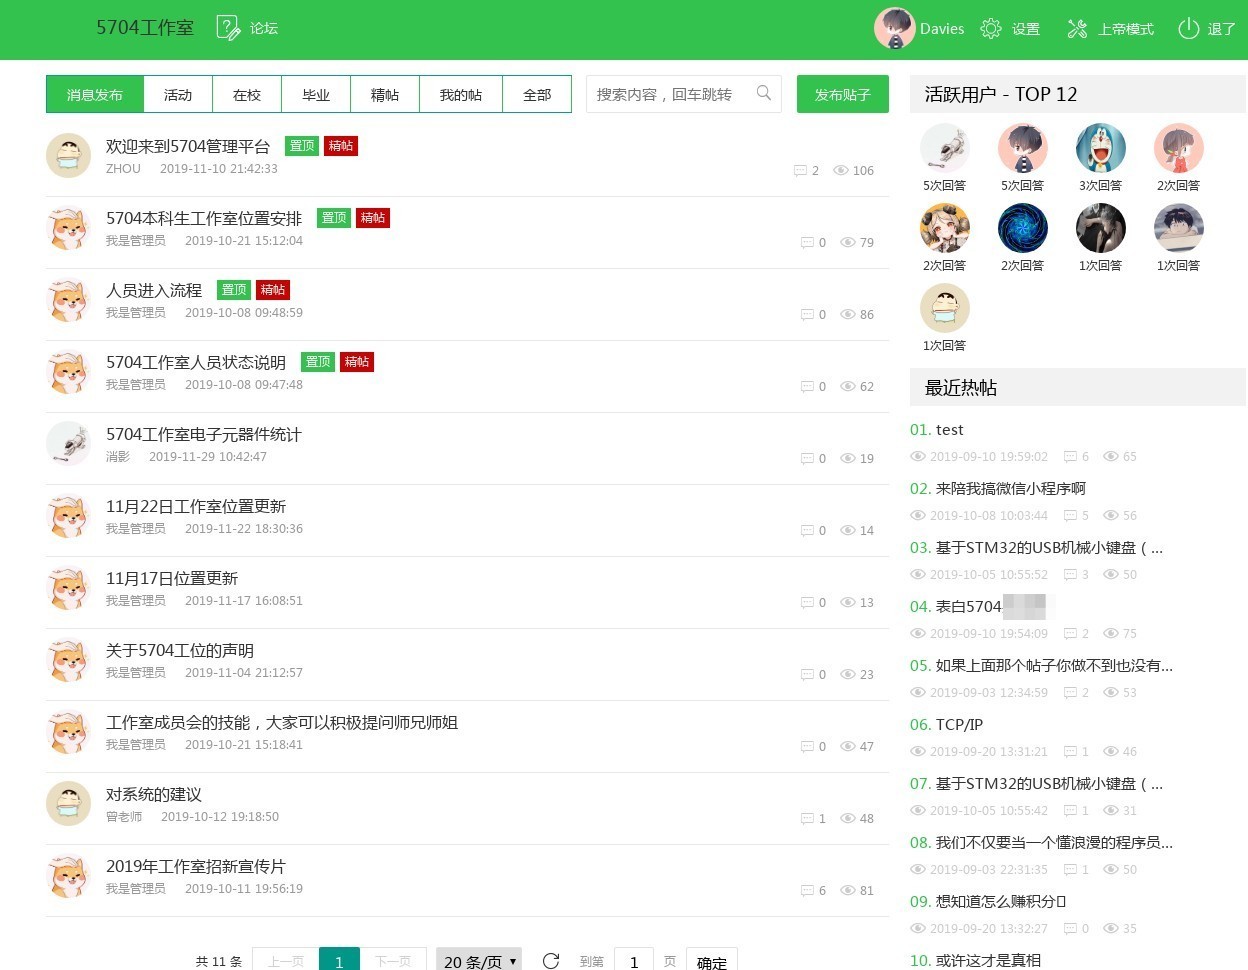 5704工作室 论坛 Davies 设置 上帝模式 退了
消息发布 活动 在校 毕业 精帖 我的帖 全部 搜索内容，回车跳转 发布贴子
欢迎来到5704管理平台 置顶 精帖
ZHOU 2019-11-10 21:42:33 2 106
5704本科生工作室位置安排 置顶 精帖
我是管理员 2019-10-21 15:12:04 0 79
人员进入流程 置顶 精帖
我是管理员 2019-10-08 09:48:59 0 86
5704工作室人员状态说明 置顶 精帖
我是管理员 2019-10-08 09:47:48 0 62
5704工作室电子元器件统计
消影 2019-11-29 10:42:47 0 19
11月22日工作室位置更新
我是管理员 2019-11-22 18:30:36 0 14
11月17日位置更新
我是管理员 2019-11-17 16:08:51 0 13
关于5704工位的声明
我是管理员 2019-11-04 21:12:57 0 23
工作室成员会的技能，大家可以积极提问师兄师姐
我是管理员 2019-10-21 15:18:41 0 47
对系统的建议
曾老师 2019-10-12 19:18:50 1 48
2019年工作室招新宣传片
我是管理员 2019-10-11 19:56:19 6 81
共 11 条 上一页 1 下一页 20 条/页 到第 1 页 确定
活跃用户 - TOP 12
5次回答 5次回答 3次回答 2次回答
2次回答 2次回答 1次回答 1次回答
1次回答
最近热帖
01. test
2019-09-10 19:59:02 6 65
02. 来陪我搞微信小程序啊
2019-10-08 10:03:44 5 56
03. 基于STM32的USB机械小键盘（...
2019-10-05 10:55:52 3 50
04. 表白5704
2019-09-10 19:54:09 2 75
05. 如果上面那个帖子你做不到也没有...
2019-09-03 12:34:59 2 53
06. TCP/IP
2019-09-20 13:31:21 1 46
07. 基于STM32的USB机械小键盘（...
2019-10-05 10:55:42 1 31
08. 我们不仅要当一个懂浪漫的程序员...
2019-09-03 22:31:35 1 50
09. 想知道怎么赚积分
2019-09-20 13:32:27 0 35
10. 或许这才是真相